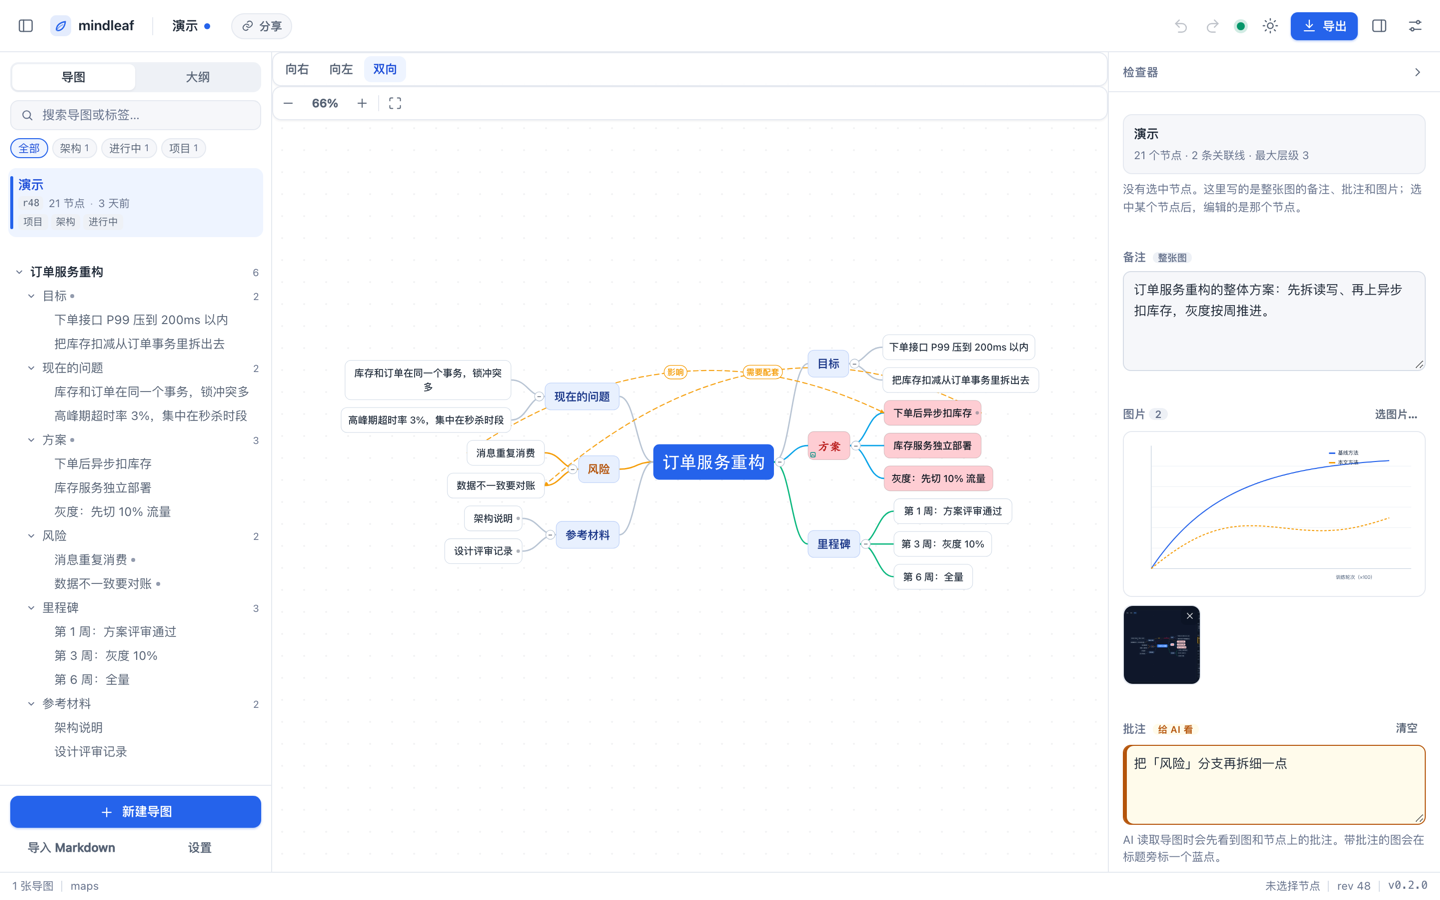 mindleaf
演示
分享
导出
导图
大纲
搜索导图或标签...
全部
架构 1
进行中 1
项目 1
演示
r48 21 节点 · 3 天前
项目 架构 进行中
订单服务重构 6
目标 2
下单接口 P99 压到 200ms 以内
把库存扣减从订单事务里拆出去
现在的问题 2
库存和订单在同一个事务，锁冲突多
高峰期超时率 3%，集中在秒杀时段
方案 3
下单后异步扣库存
库存服务独立部署
灰度：先切 10% 流量
风险 2
消息重复消费
数据不一致要对账
里程碑 3
第 1 周：方案评审通过
第 3 周：灰度 10%
第 6 周：全量
参考材料 2
架构说明
设计评审记录
新建导图
导入 Markdown
设置
1 张导图
maps
向右
向左
双向
66%
库存和订单在同一个事务，锁冲突
多
高峰期超时率 3%，集中在秒杀时段
现在的问题
消息重复消费
数据不一致要对账
风险
架构说明
设计评审记录
参考材料
订单服务重构
影响
需要配套
目标
下单接口 P99 压到 200ms 以内
把库存扣减从订单事务里拆出去
方案
下单后异步扣库存
库存服务独立部署
灰度：先切 10% 流量
里程碑
第 1 周：方案评审通过
第 3 周：灰度 10%
第 6 周：全量
检查器
演示
21 个节点 · 2 条关联线 · 最大层级 3
没有选中节点。这里写的是整张图的备注、批注和图片；选
中某个节点后，编辑的是那个节点。
备注 整张图
订单服务重构的整体方案：先拆读写、再上异步
扣库存，灰度按周推进。
图片 2
选图片...
基线方法
本文方法
训练轮次（x100）
批注 给 AI 看
清空
把「风险」分支再拆细一点
AI 读取导图时会先看到图和节点上的批注。带批注的图会在
标题旁标一个蓝点。
未选择节点
rev 48
v0.2.0